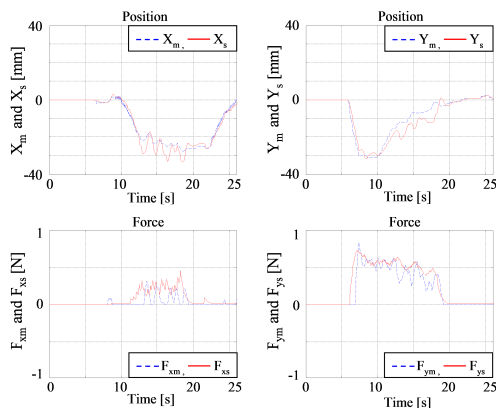 Position
40
0
-40
X_m and X_s [mm]
X_m, X_s
0 10 20 25
Time [s]
Position
40
0
-40
Y_m and Y_s [mm]
Y_m, Y_s
0 10 20 25
Time [s]
Force
1
0
-1
F_xm and F_xs [N]
F_xm, F_xs
0 10 20 25
Time [s]
Force
1
0
-1
F_ym and F_ys [N]
F_ym, F_ys
0 10 20 25
Time [s]